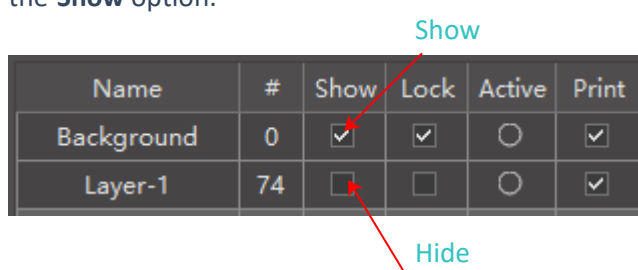 the Show option.
Show
Name # Show Lock Active Print
Background 0
Layer-1 74
Hide